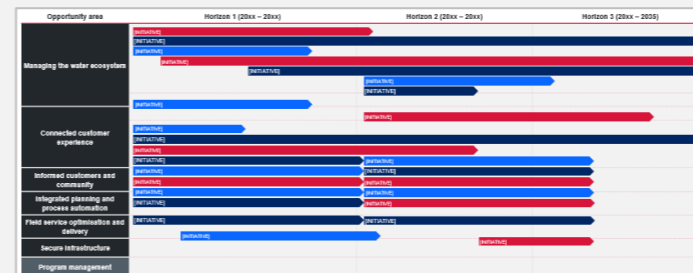 Opportunity area Horizon 1 (20xx – 20xx) Horizon 2 (20xx – 20xx) Horizon 3 (20xx – 2035)
[INITIATIVE]
[INITIATIVE]
[INITIATIVE]
Managing the water ecosystem [INITIATIVE]
[INITIATIVE]
[INITIATIVE]
[INITIATIVE]
[INITIATIVE]
[INITIATIVE]
[INITIATIVE]
Connected customer
experience
[INITIATIVE]
[INITIATIVE]
[INITIATIVE] [INITIATIVE]
Informed customers and
community
[INITIATIVE] [INITIATIVE]
[INITIATIVE] [INITIATIVE]
Integrated planning and
process automation
[INITIATIVE] [INITIATIVE]
[INITIATIVE] [INITIATIVE]
Field service optimisation and
delivery
[INITIATIVE] [INITIATIVE]
[INITIATIVE]
Secure infrastructure [INITIATIVE]
Program management